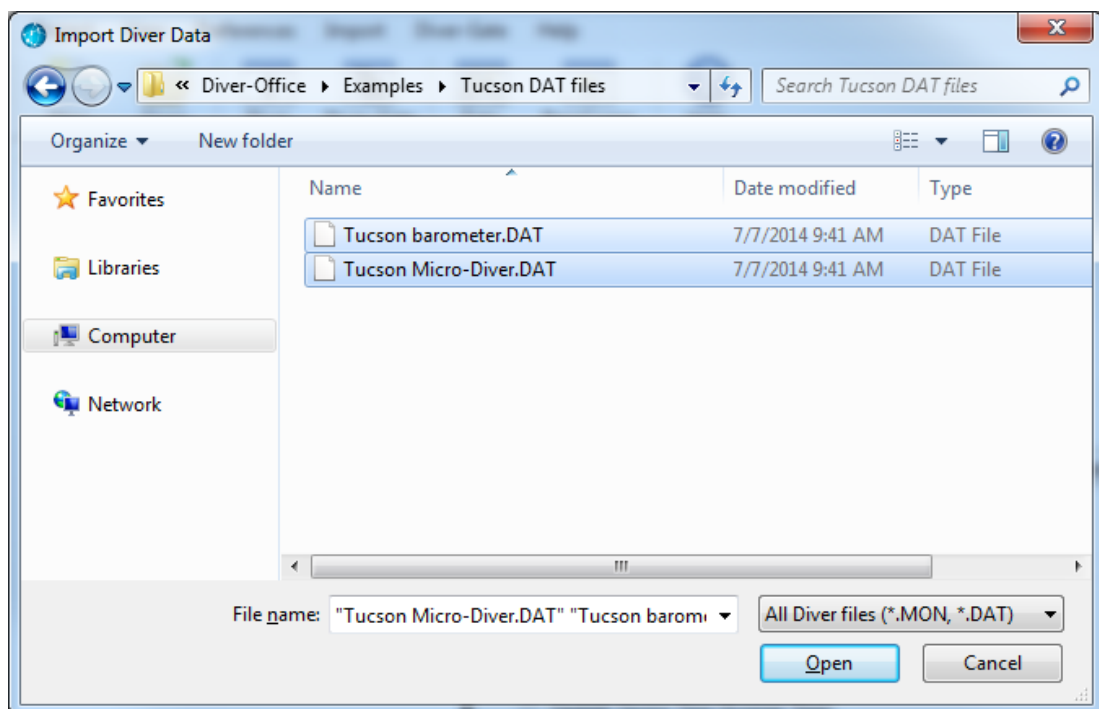 Import Diver Data
« Diver-Office ▸ Examples ▸ Tucson DAT files
Search Tucson DAT files
Organize
New folder
Name
Date modified
Type
Favorites
Tucson barometer.DAT 7/7/2014 9:41 AM DAT File
Libraries
Tucson Micro-Diver.DAT 7/7/2014 9:41 AM DAT File
Computer
Network
File name: "Tucson Micro-Diver.DAT" "Tucson barom
All Diver files (*.MON, *.DAT)
Open
Cancel